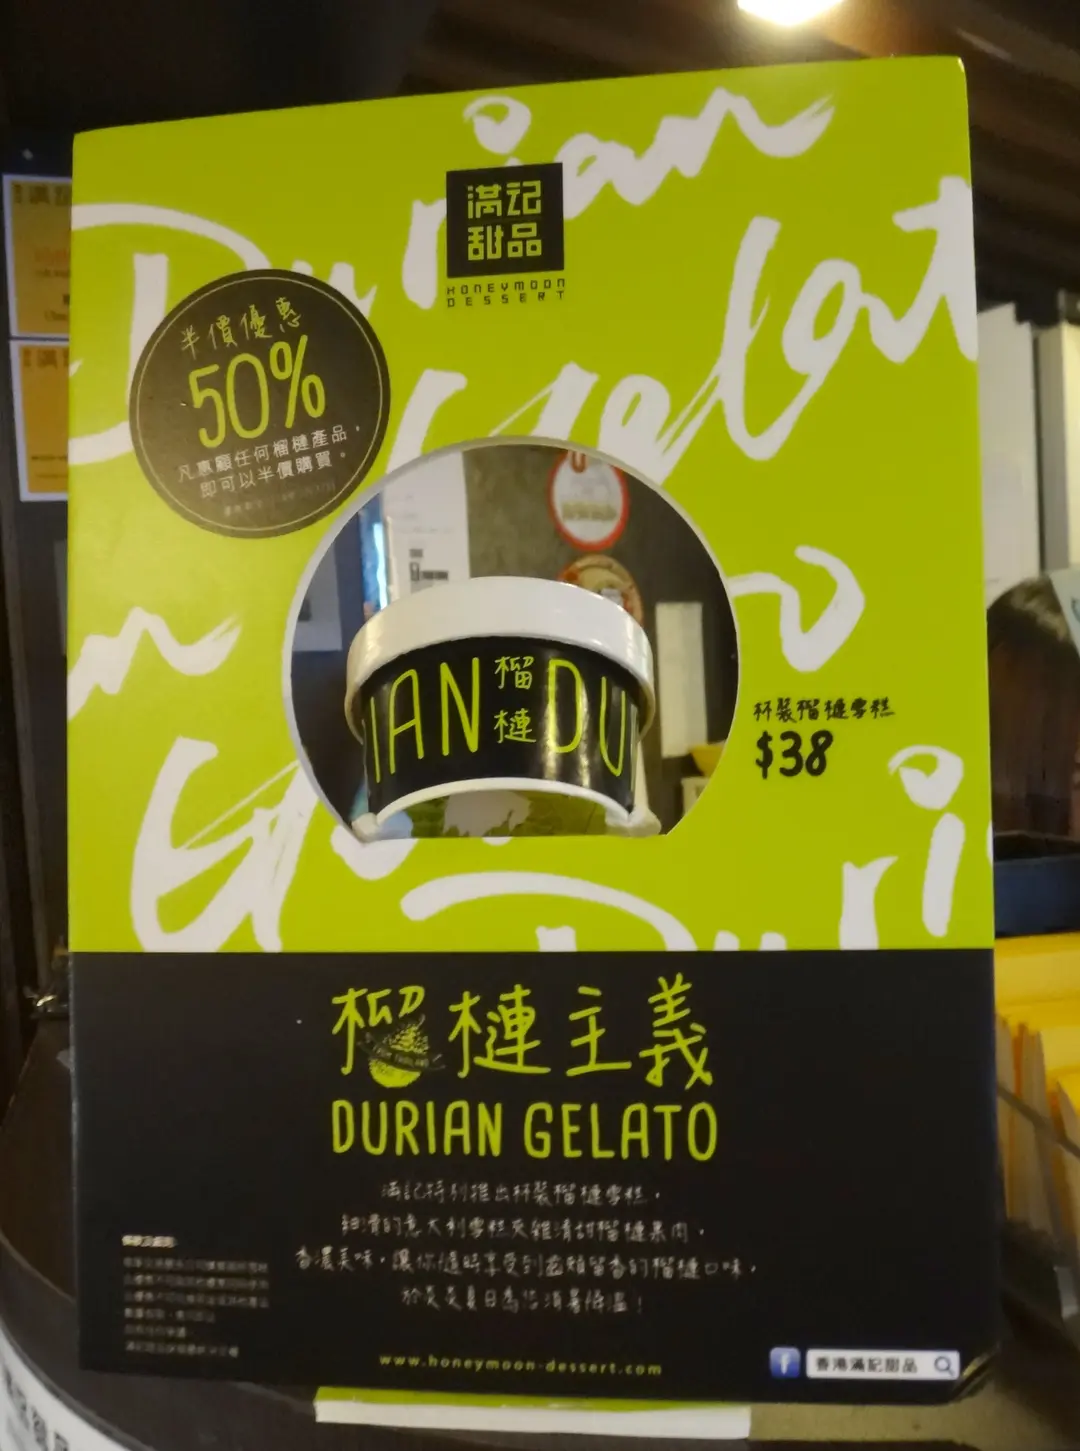 Durian
Gelato
滿記
甜品
HONEYMOON
DESSERT
半價優惠
50%
凡惠顧任何榴槤產品,
即可以半價購買。
IAN 榴槤 DU
杯裝榴槤雪糕
$38
榴槤主義
DURIAN GELATO
滿記特別推出杯裝榴槤雪糕,
細滑的意大利雪糕夾雜清甜榴槤果肉,
香濃美味,讓你隨時享受到齒頰留香的榴槤口味,
於炎炎夏日為您消暑降溫!
www.honeymoon-dessert.com
f 香港滿記甜品